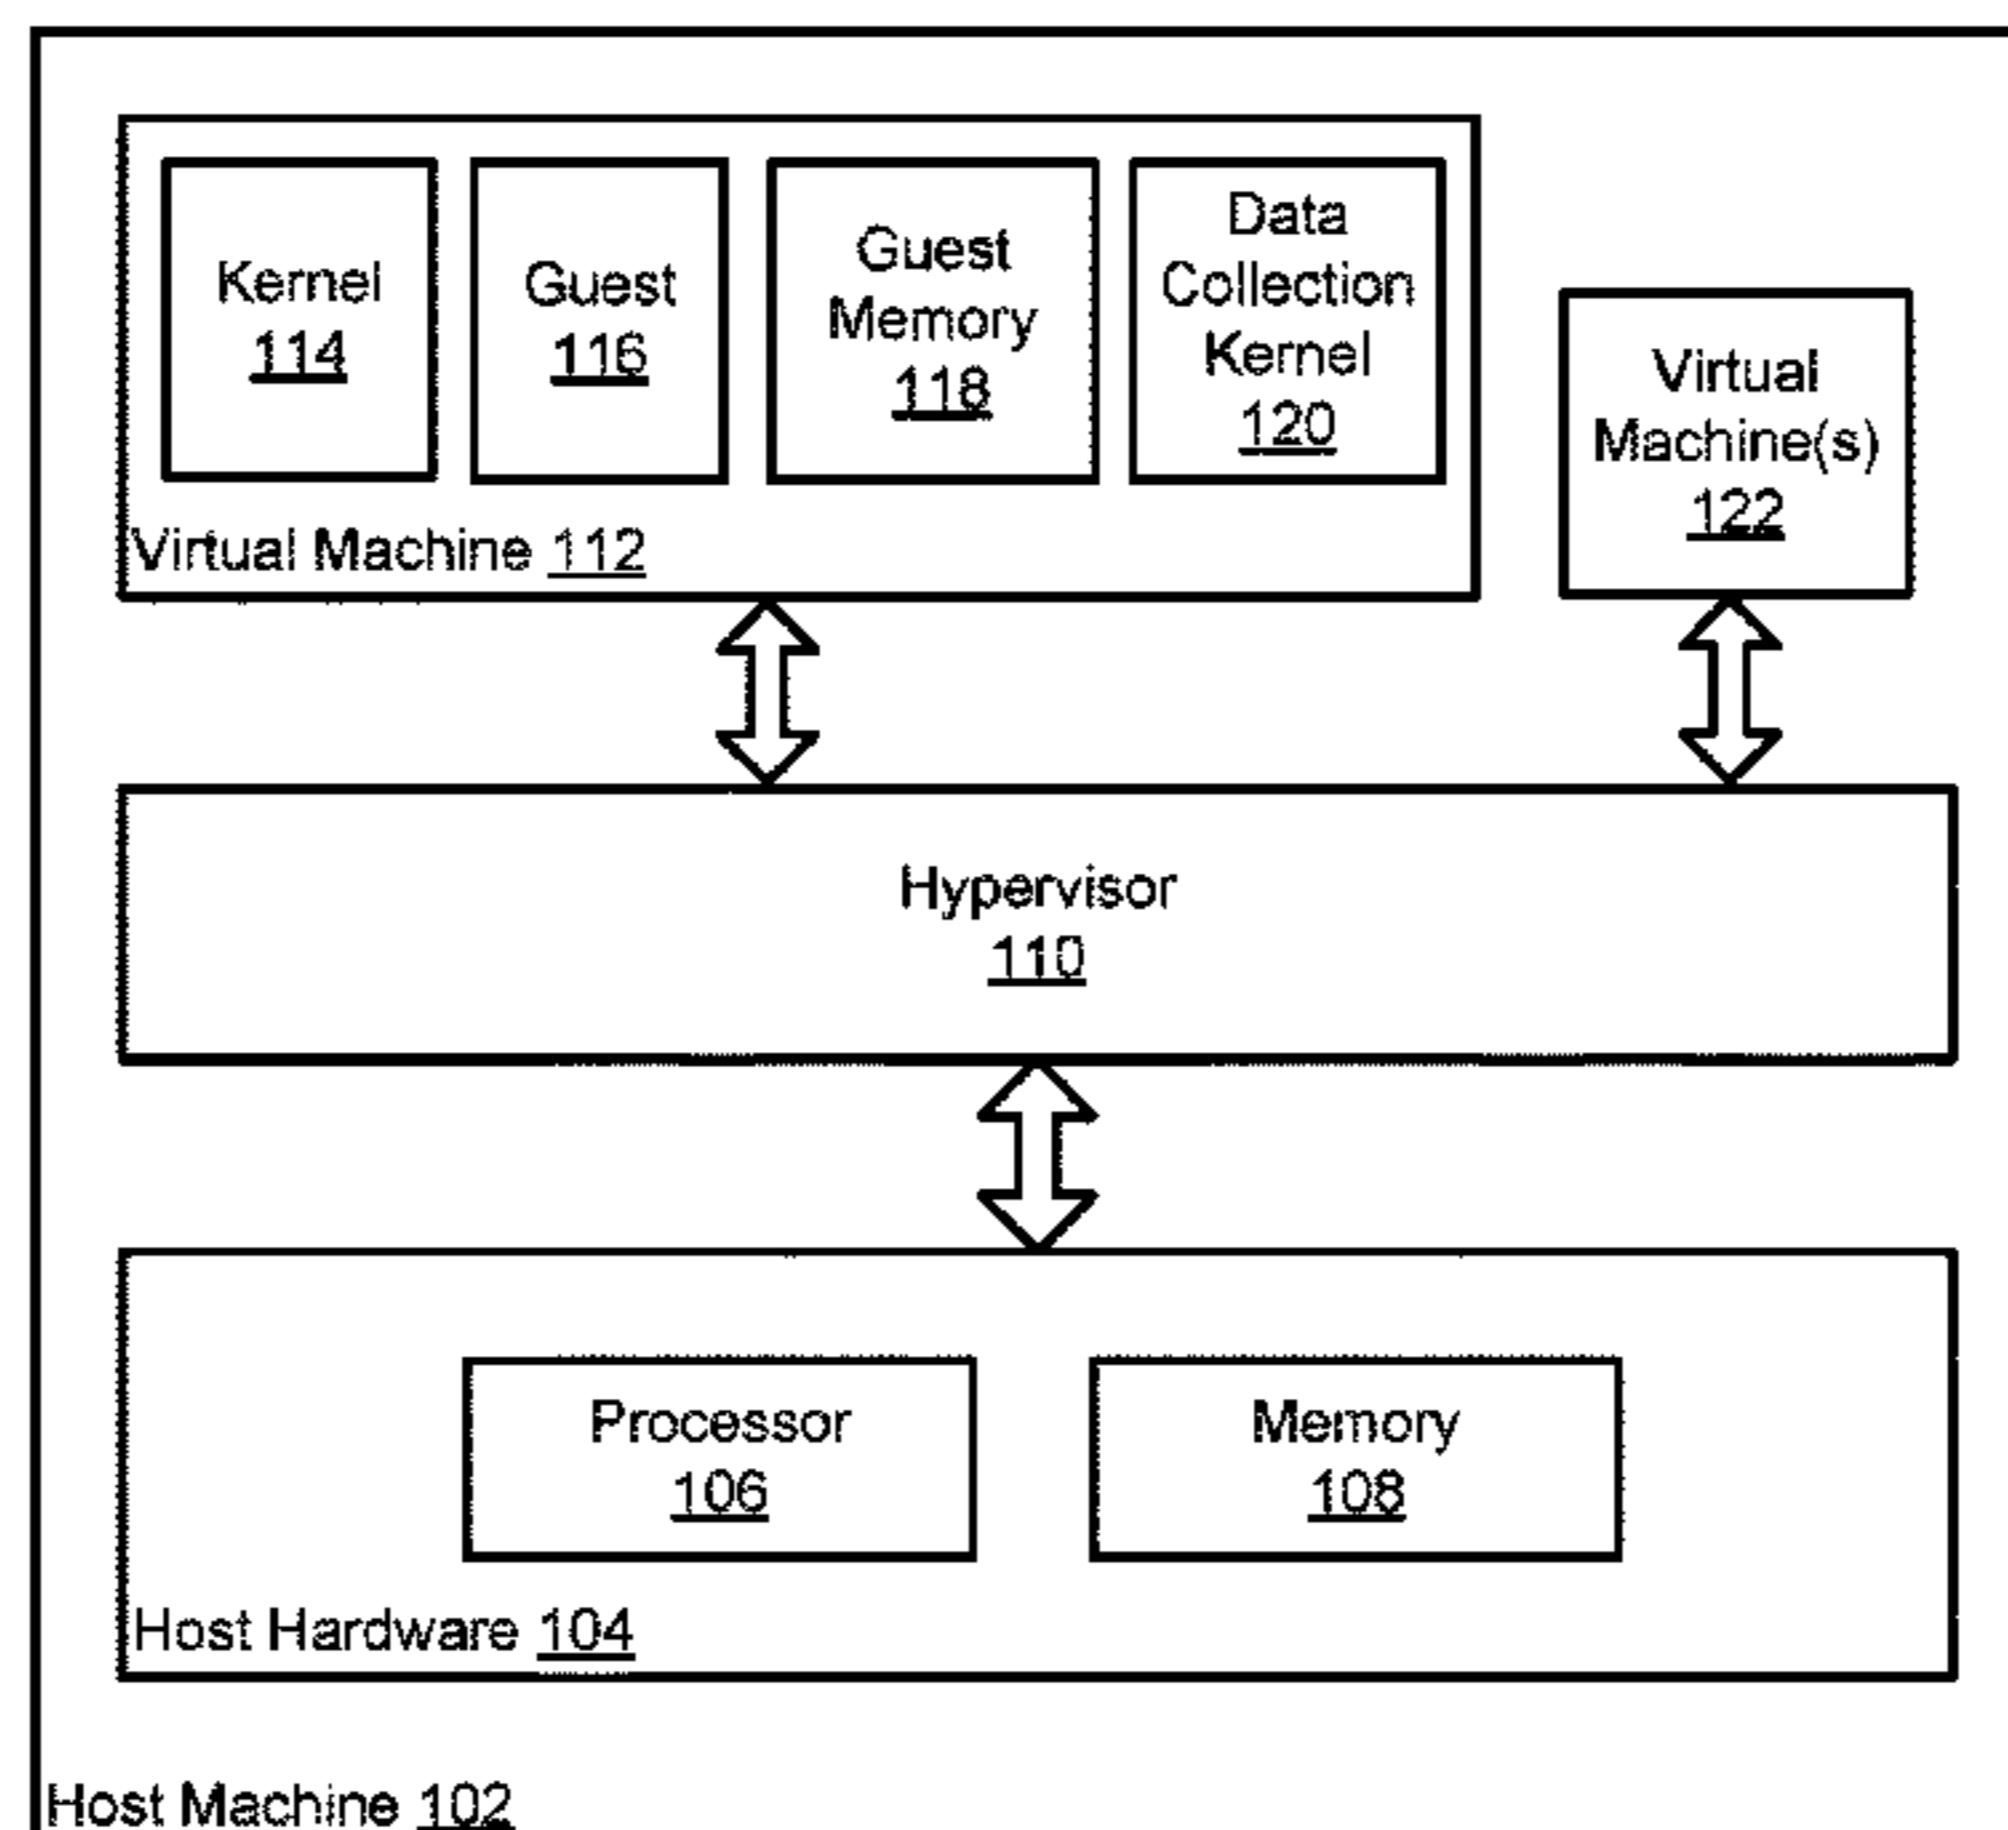 Kernel
114
Guest
116
Guest
Memory
118
Data
Collection
Kernel
120
Virtual Machine 112
Virtual
Machine(s)
122
Hypervisor
110
Processor
106
Memory
108
Host Hardware 104
Host Machine 102